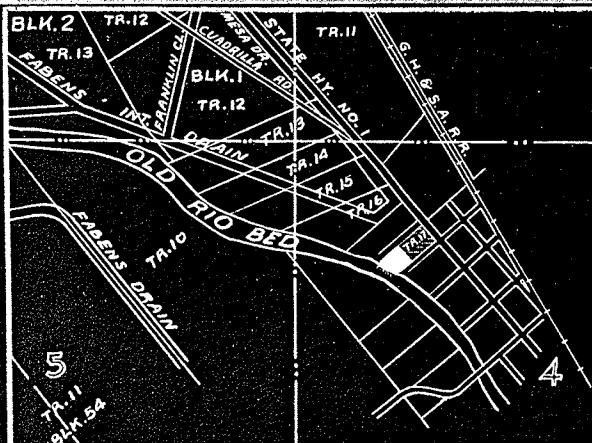 BLK.2
TR.12
TR.13
FABENS INT. DRAIN
FRANKLIN CL.
MESA DR.
CUADRILLA RD.
STATE HY. NO. 1
TR.11
G.H.&S.A.R.R.
BLK.1
TR.12
TR.13
TR.14
TR.15
TR.16
TR.17
OLD RIO BED
TR.10
FABENS DRAIN
5
4
TR.11
BLK.54